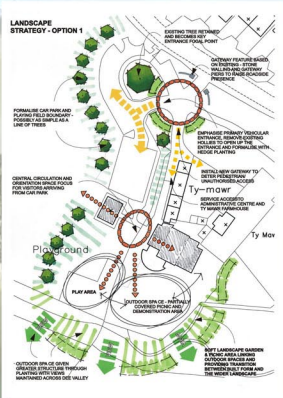 LANDSCAPE
STRATEGY - OPTION 1
EXISTING TREE RETAINED
AND BECOMES KEY
ENTRANCE FOCAL POINT
GATEWAY FEATURE BASED
ON EXISTING - STONE
WALLING AND GATEWAY
PIERS TO RAISE ROADSIDE
PRESENCE
FORMALISE CAR PARK AND
PLAYING FIELD BOUNDARY -
POSSIBLY AS SIMPLE AS A
LINE OF TREES
EMPHASISE PRIMARY VEHICULAR
ENTRANCE, REMOVE EXISTING
HOLLIES TO OPEN UP THE
ENTRANCE AND FORMALISE WITH
HEDGE PLANTING
INSTALL NEW GATEWAY TO
DETER PEDESTRIAN/
UNAUTHORISED ACCESS
CENTRAL CIRCULATION AND
ORIENTATION SPACE FOCUS
FOR VISITORS ARRIVING
FROM CAR PARK
Ty-mawr
SERVICE ACCESS TO
ADMINISTRATIVE CENTRE AND
TY MAWR FARMHOUSE
Ty Maw
Playground
PLAY AREA
OUTDOOR SPACE - PARTIALLY
COVERED PICNIC AND
DEMONSTRATION AREA
OUTDOOR SPACE GIVEN
GREATER STRUCTURE THROUGH
PLANTING WITH VIEWS
MAINTAINED ACROSS DEE VALLEY
SOFT LANDSCAPE GARDEN
& PICNIC AREA LINKING
OUTDOOR SPACES AND
PROVIDING TRANSITION
BETWEEN BUILT FORM AND
THE WIDER LANDSCAPE